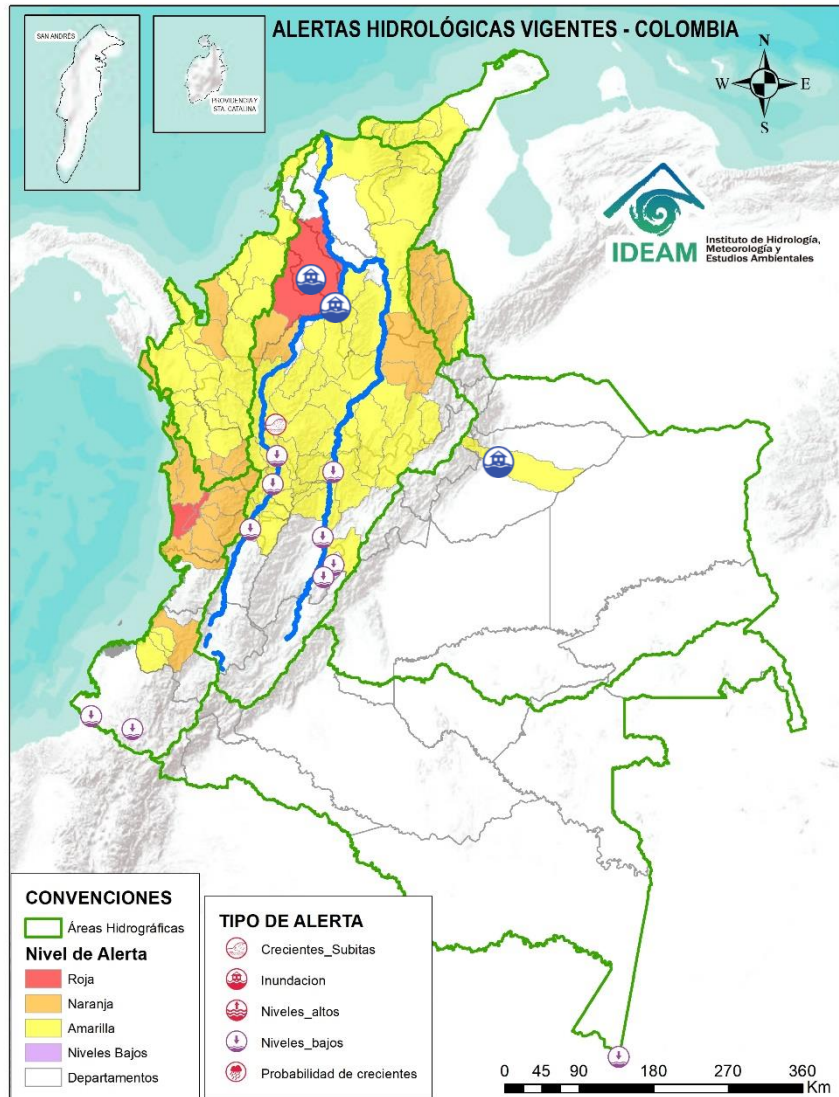 ALERTAS HIDROLÓGICAS VIGENTES - COLOMBIA
SAN ANDRÉS
PROVIDENCIA Y
STA. CATALINA
N
W
E
S
IDEAM
Instituto de Hidrología,
Meteorología y
Estudios Ambientales
CONVENCIONES
Áreas Hidrográficas
Nivel de Alerta
Roja
Naranja
Amarilla
Niveles Bajos
Departamentos
TIPO DE ALERTA
Crecientes_Subitas
Inundacion
Niveles_altos
Niveles_bajos
Probabilidad de crecientes
0 45 90 180 270 360
Km